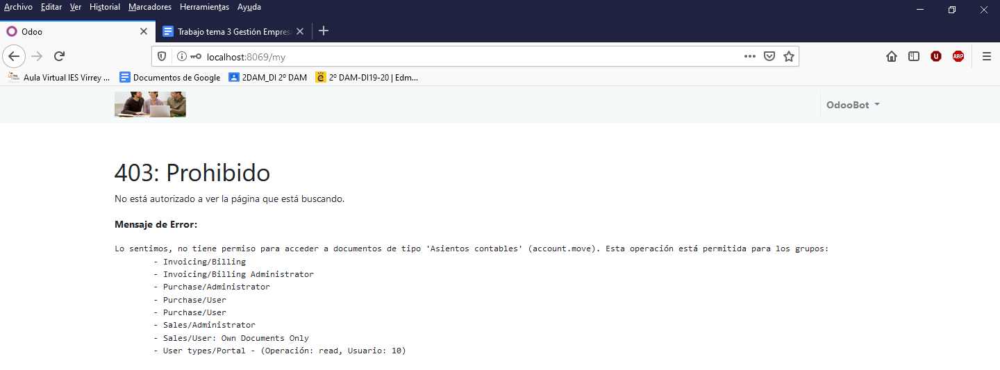 Archivo Editar Ver Historial Marcadores Herramientas Ayuda
Odoo
Trabajo tema 3 Gestión Empres
localhost:8069/my
Aula Virtual IES Virrey ...
Documentos de Google
2DAM_DI 2º DAM
2º DAM-DI19-20 | Edm...
OdooBot
403: Prohibido
No está autorizado a ver la página que está buscando.
Mensaje de Error:
Lo sentimos, no tiene permiso para acceder a documentos de tipo 'Asientos contables' (account.move). Esta operación está permitida para los grupos:
- Invoicing/Billing
- Invoicing/Billing Administrator
- Purchase/Administrator
- Purchase/User
- Purchase/User
- Sales/Administrator
- Sales/User: Own Documents Only
- User types/Portal - (Operación: read, Usuario: 10)